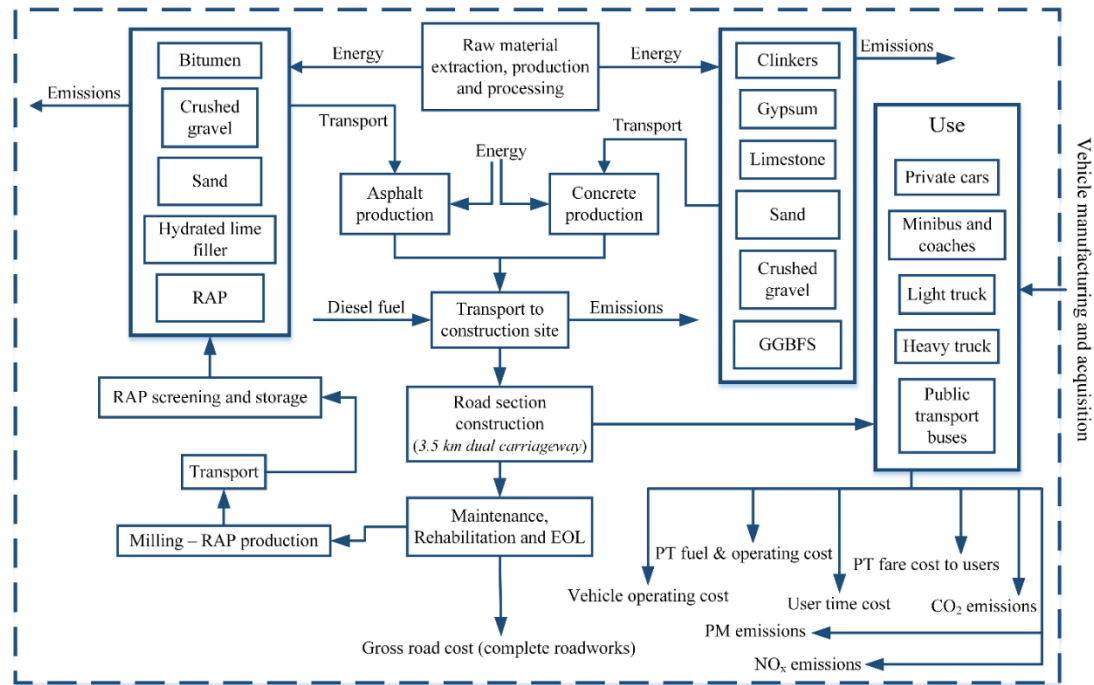 Raw material
extraction, production
and processing
Energy
Energy
Emissions
Bitumen
Crushed
gravel
Sand
Hydrated lime
filler
RAP
Emissions
Clinkers
Gypsum
Limestone
Sand
Crushed
gravel
GGBFS
Transport
Energy
Transport
Asphalt
production
Concrete
production
Diesel fuel
Transport to
construction site
Emissions
Use
Private cars
Minibus and
coaches
Light truck
Heavy truck
Public
transport
buses
Vehicle manufacturing and acquisition
RAP screening and storage
Road section
construction
(3.5 km dual carriageway)
Transport
Milling – RAP production
Maintenance,
Rehabilitation and EOL
Gross road cost (complete roadworks)
PT fuel & operating cost
PT fare cost to users
Vehicle operating cost
User time cost
CO₂ emissions
PM emissions
NOₓ emissions